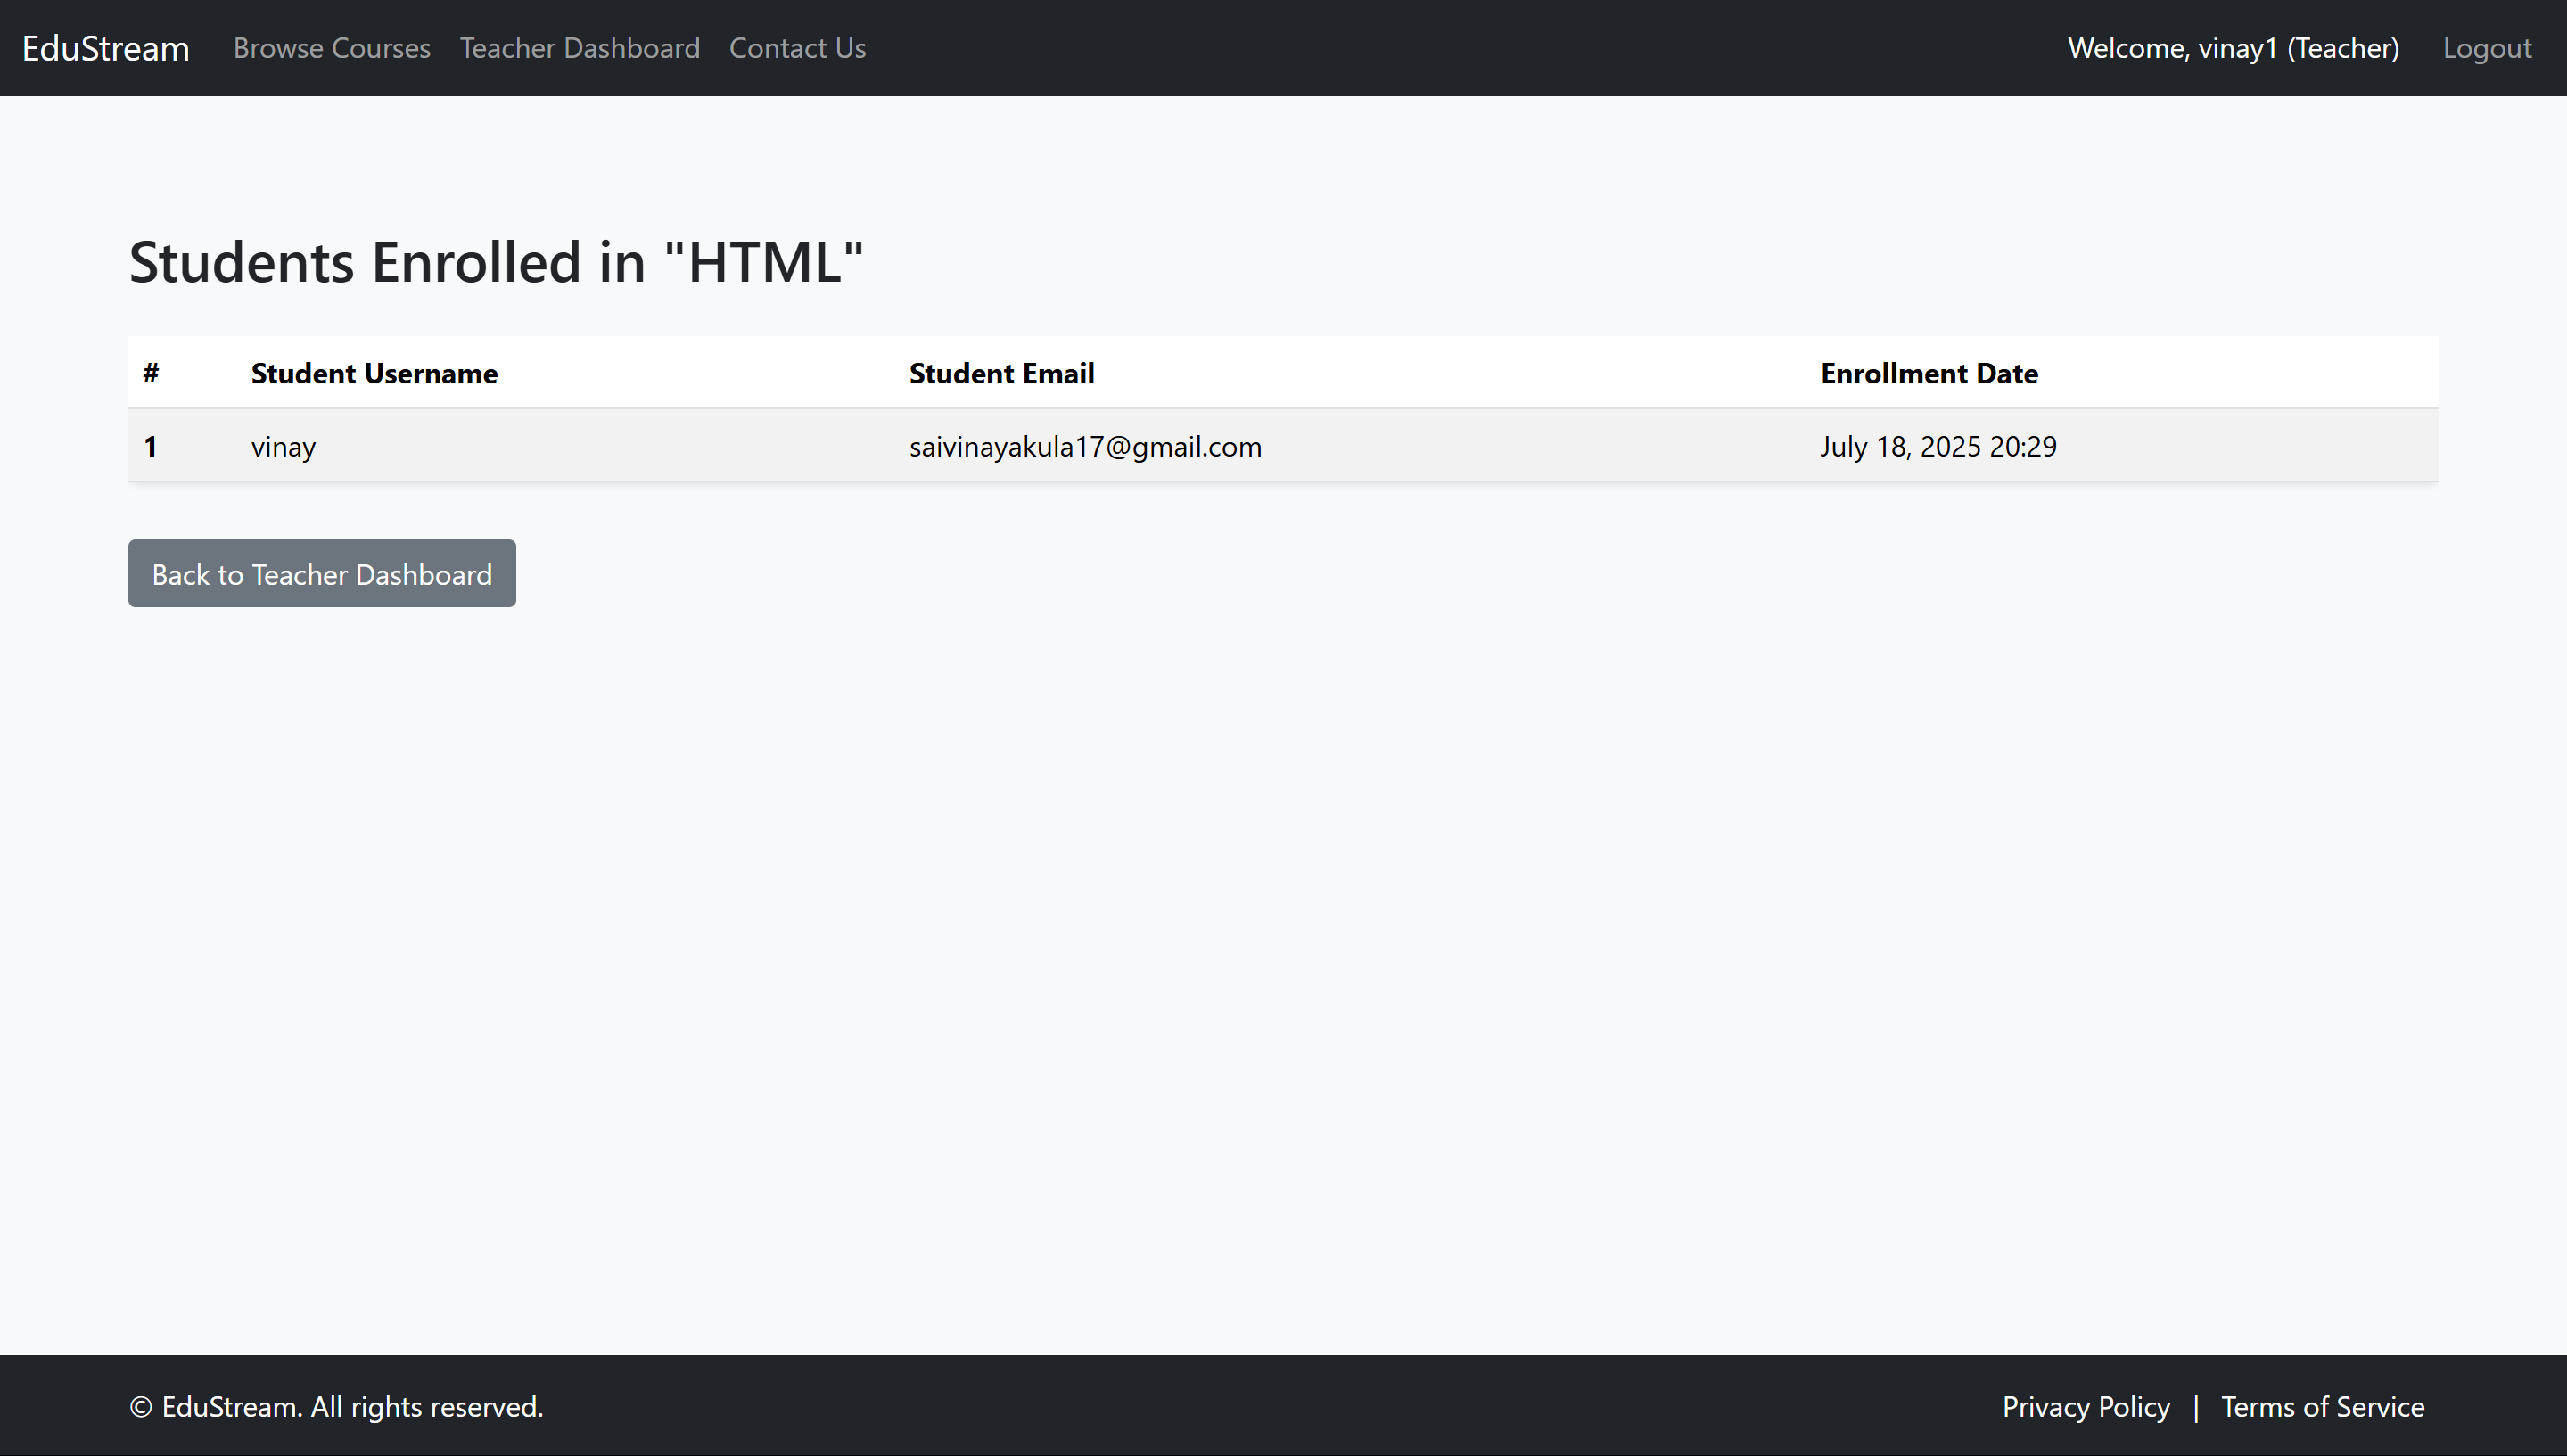 EduStream Browse Courses Teacher Dashboard Contact Us Welcome, vinay1 (Teacher) Logout
Students Enrolled in "HTML"
# Student Username Student Email Enrollment Date
1 vinay saivinayakula17@gmail.com July 18, 2025 20:29
Back to Teacher Dashboard
© EduStream. All rights reserved. Privacy Policy | Terms of Service